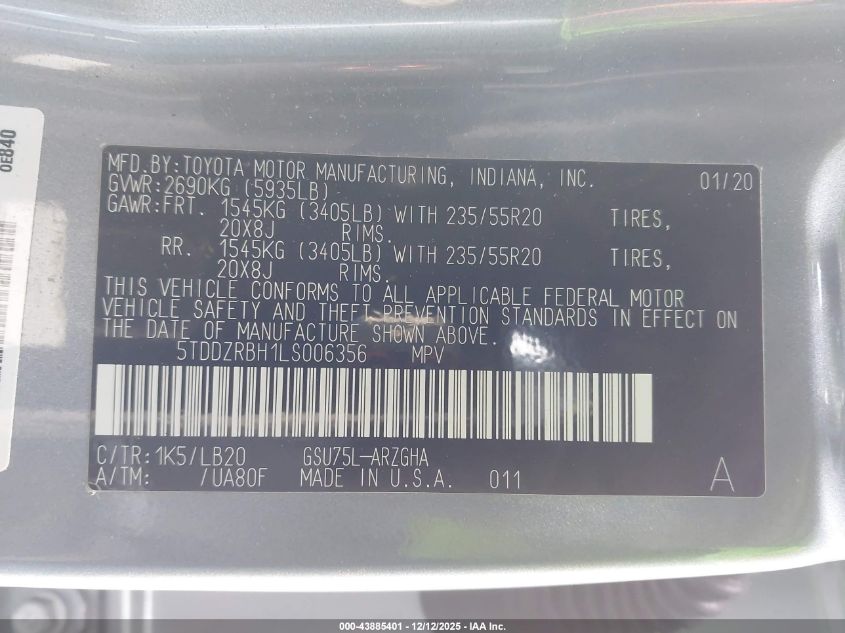 0E840
MFD.BY:TOYOTA MOTOR MANUFACTURING, INDIANA, INC. 01/20
GVWR:2690KG (5935LB)
GAWR:FRT. 1545KG (3405LB) WITH 235/55R20 TIRES,
20X8J RIMS.
RR. 1545KG (3405LB) WITH 235/55R20 TIRES,
20X8J RIMS.
THIS VEHICLE CONFORMS TO ALL APPLICABLE FEDERAL MOTOR
VEHICLE SAFETY AND THEFT PREVENTION STANDARDS IN EFFECT ON
THE DATE OF MANUFACTURE SHOWN ABOVE.
5TDDZRBH1LS006356 MPV
C/TR:1K5/LB20 GSU75L-ARZGHA
A/TM: /UA80F MADE IN U.S.A. 011 A
000-43885401 - 12/12/2025 - IAA Inc.